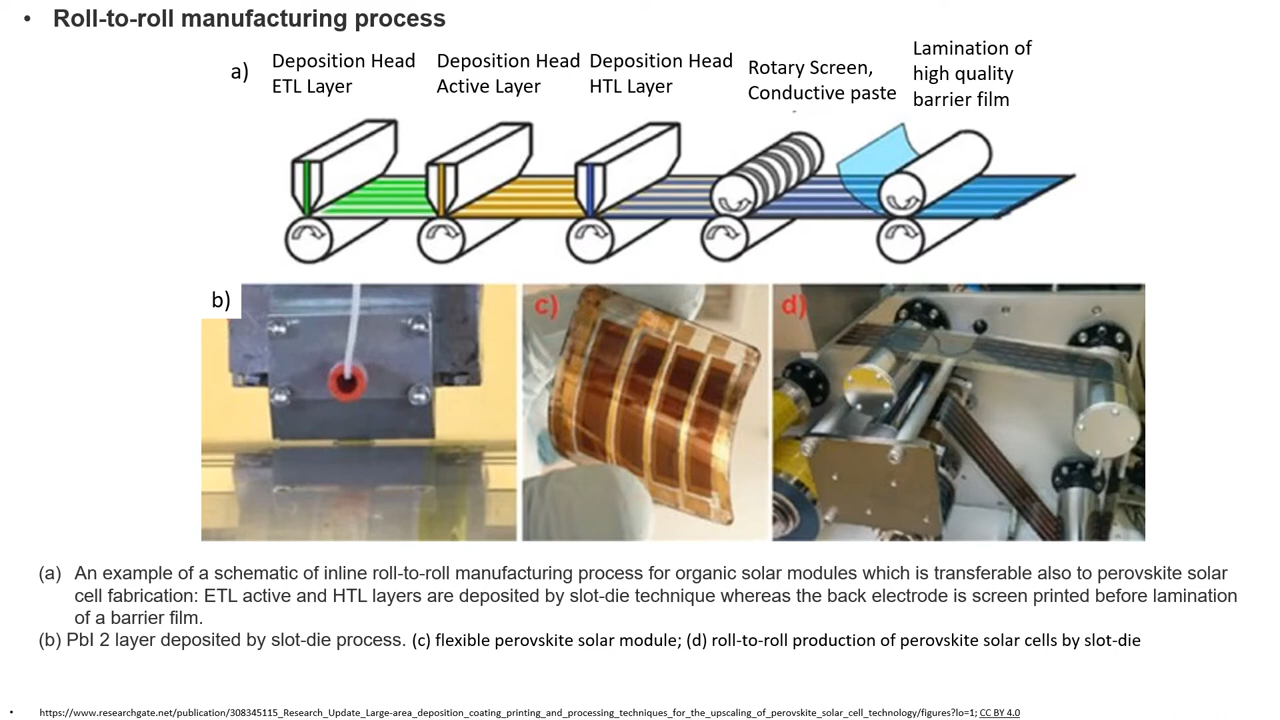 • Roll-to-roll manufacturing process
a)
Deposition Head
ETL Layer
Deposition Head
Active Layer
Deposition Head
HTL Layer
Rotary Screen,
Conductive paste
Lamination of
high quality
barrier film
b)
c)
d)
(a) An example of a schematic of inline roll-to-roll manufacturing process for organic solar modules which is transferable also to perovskite solar
cell fabrication: ETL active and HTL layers are deposited by slot-die technique whereas the back electrode is screen printed before lamination
of a barrier film.
(b) PbI 2 layer deposited by slot-die process. (c) flexible perovskite solar module; (d) roll-to-roll production of perovskite solar cells by slot-die
• https://www.researchgate.net/publication/308345115_Research_Update_Large-area_deposition_coating_printing_and_processing_techniques_for_the_upscaling_of_perovskite_solar_cell_technology/figures?lo=1; CC BY 4.0